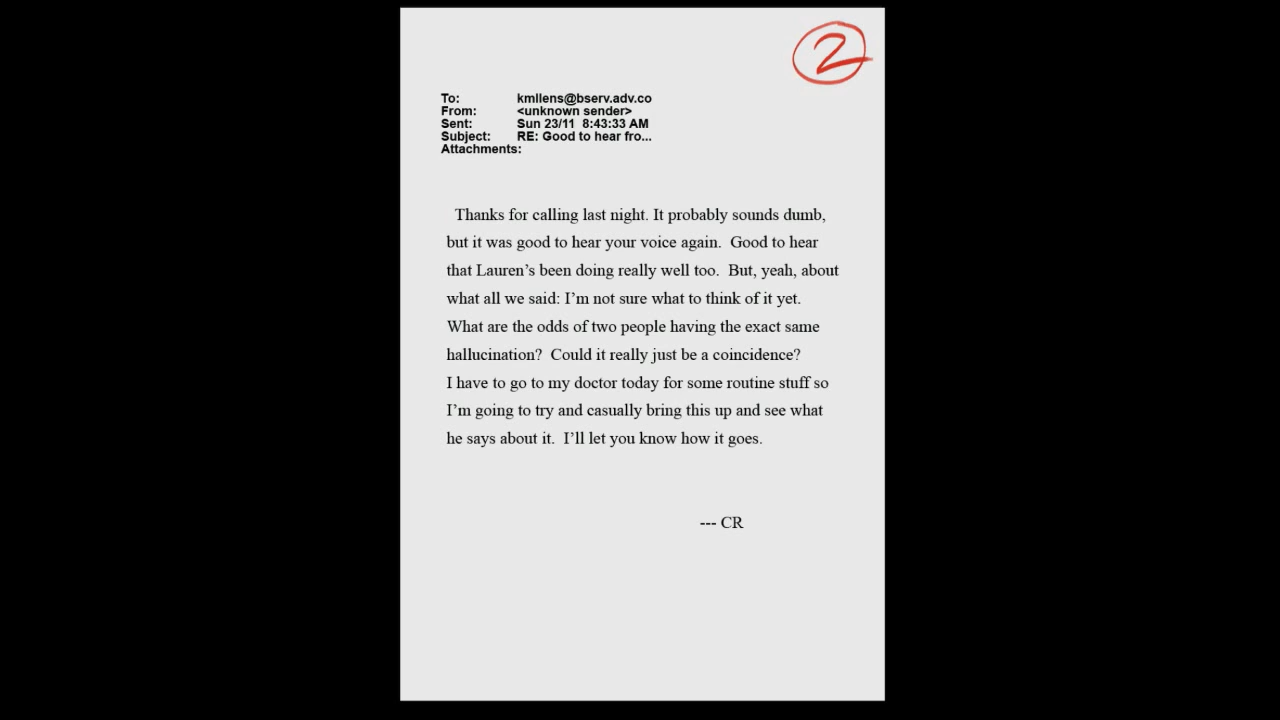 2
To: kmllens@bserv.adv.co
From: <unknown sender>
Sent: Sun 23/11  8:43:33 AM
Subject: RE: Good to hear fro...
Attachments:
Thanks for calling last night. It probably sounds dumb,
but it was good to hear your voice again.  Good to hear
that Lauren’s been doing really well too.  But, yeah, about
what all we said: I’m not sure what to think of it yet.
What are the odds of two people having the exact same
hallucination?  Could it really just be a coincidence?
I have to go to my doctor today for some routine stuff so
I’m going to try and casually bring this up and see what
he says about it.  I’ll let you know how it goes.
--- CR